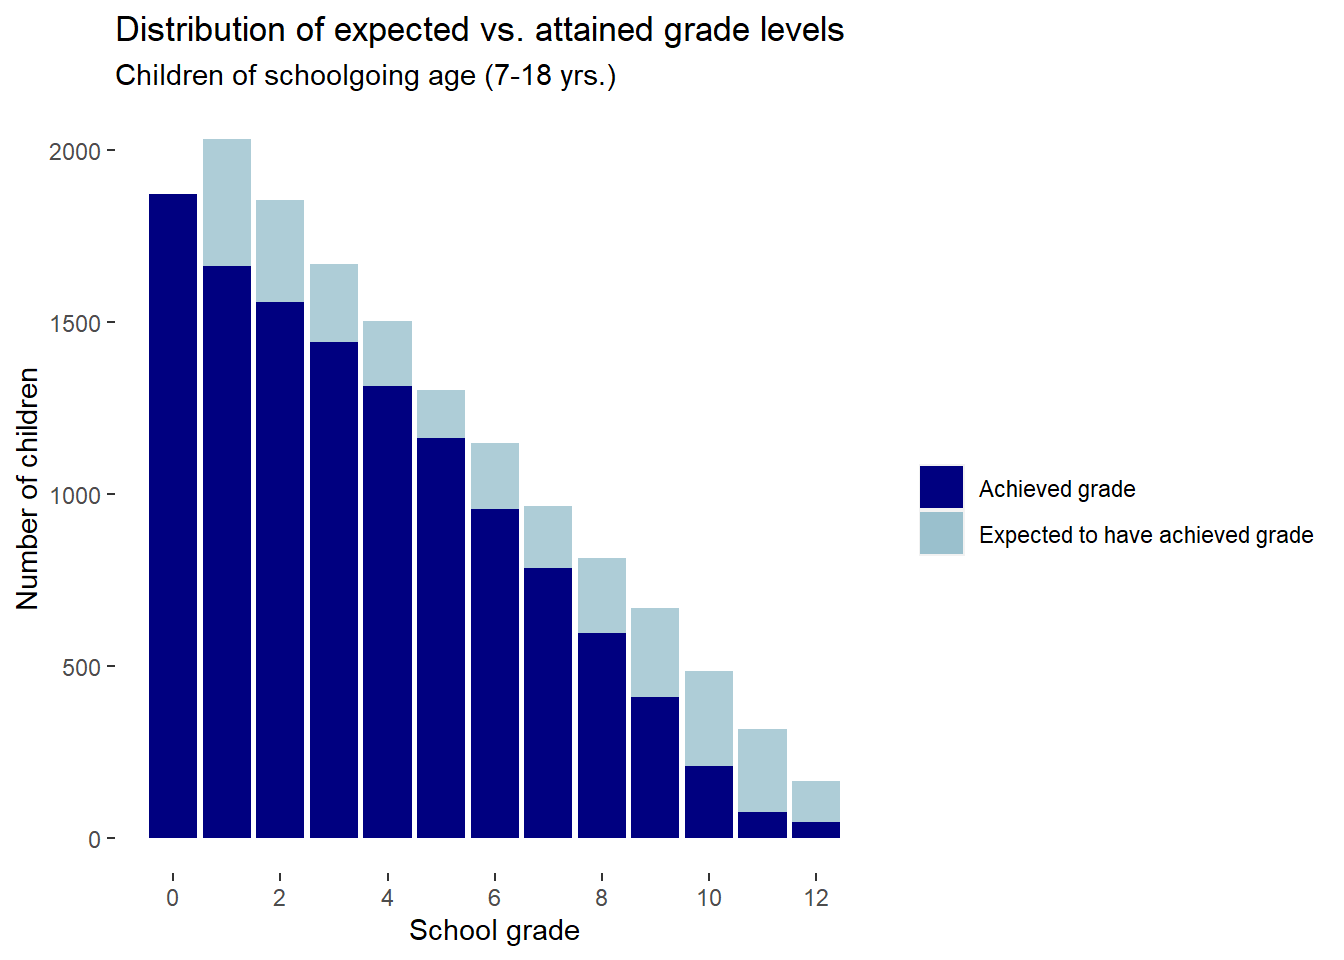 Distribution of expected vs. attained grade levels
Children of schoolgoing age (7-18 yrs.)
2000
1500
1000
500
0
Number of children
0 2 4 6 8 10 12
School grade
Achieved grade
Expected to have achieved grade